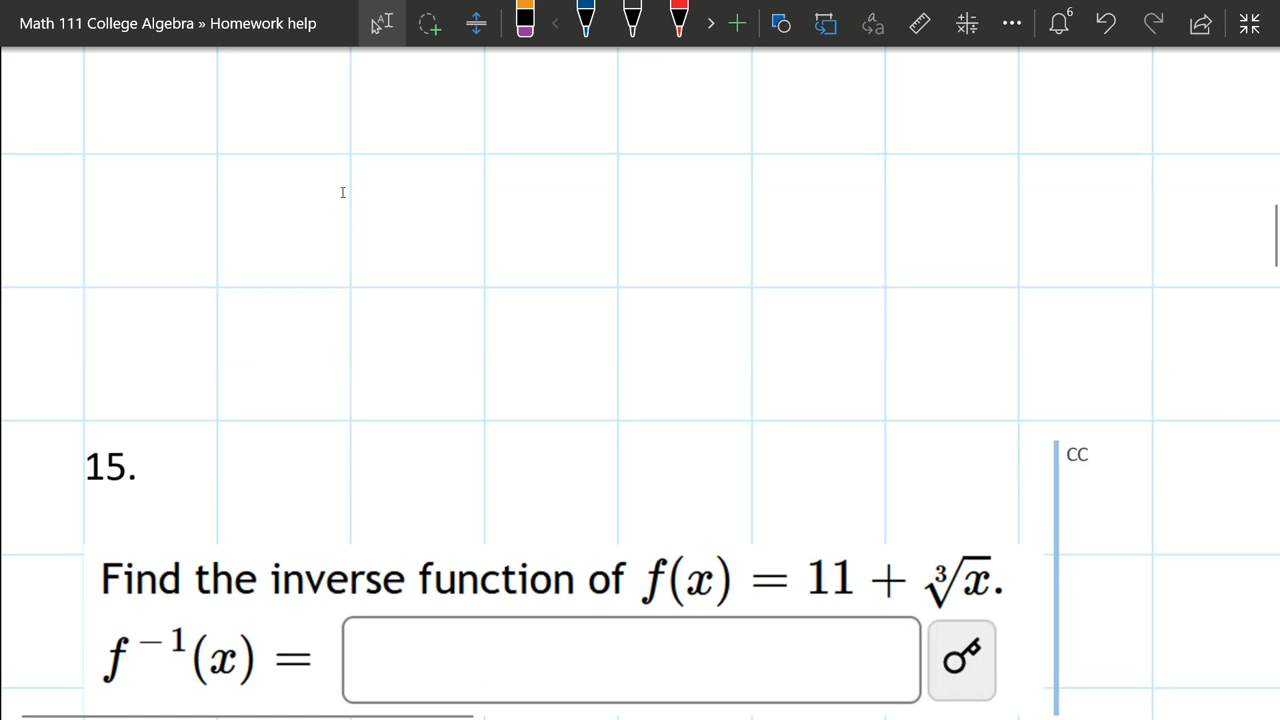 Math 111 College Algebra » Homework help
6
15.
CC
Find the inverse function of f(x) = 11 + ∛x.
f⁻¹(x) =